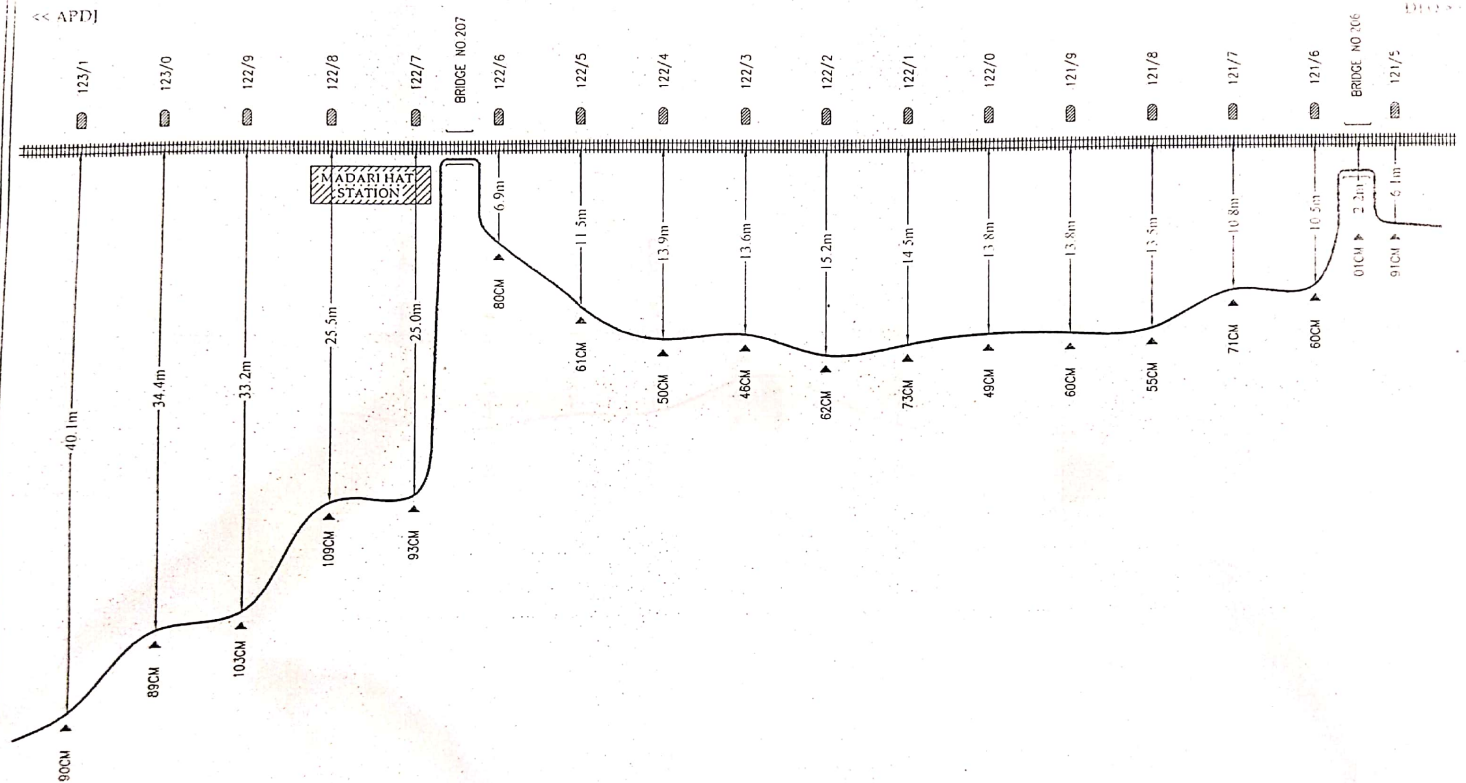 << APDJ
123/1
123/0
122/9
122/8
122/7
BRIDGE NO.207
122/6
122/5
122/4
122/3
122/2
122/1
122/0
121/9
121/8
121/7
121/6
BRIDGE NO 206
121/5
MADARI HAT
STATION
40.1m
34.4m
33.2m
25.5m
25.0m
6.9m
11.5m
13.9m
13.6m
15.2m
14.5m
13.8m
13.8m
13.5m
10.8m
10.5m
2.2m
6.1m
90CM
89CM
103CM
109CM
93CM
80CM
61CM
50CM
46CM
62CM
73CM
49CM
60CM
55CM
71CM
60CM
01CM
91CM